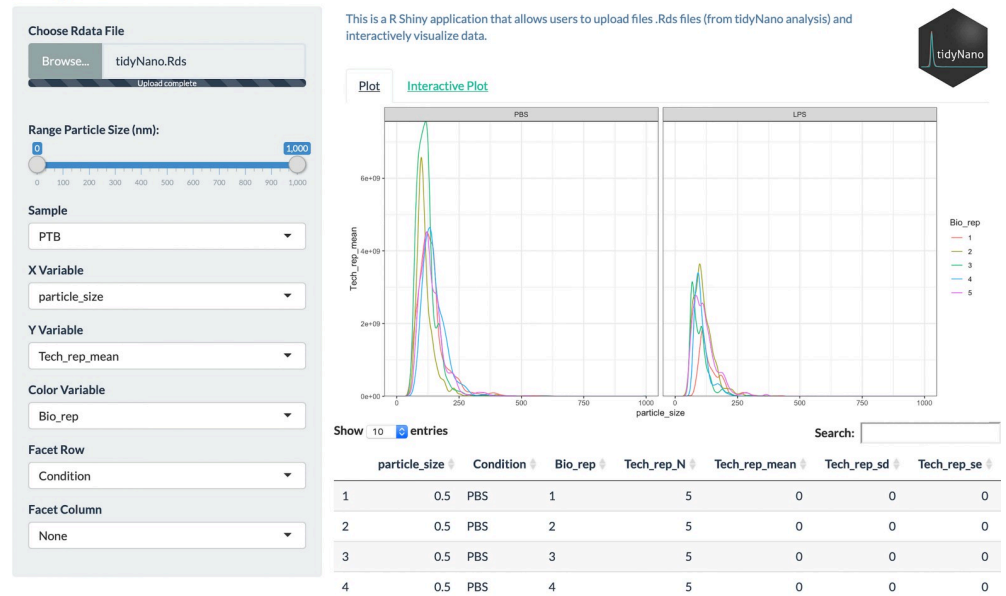 This is a R Shiny application that allows users to upload files .Rds files (from tidyNano analysis) and
interactively visualize data.
tidyNano
Choose Rdata File
Browse... tidyNano.Rds
Upload complete
Range Particle Size (nm):
0 1,000
0 100 200 300 400 500 600 700 800 900 1,000
Sample
PTB
X Variable
particle_size
Y Variable
Tech_rep_mean
Color Variable
Bio_rep
Facet Row
Condition
Facet Column
None
Plot Interactive Plot
PBS LPS
6e+09
4e+09
2e+09
0e+00
Tech_rep_mean
0 250 500 750 1000 0 250 500 750 1000
particle_size
Bio_rep
1
2
3
4
5
Show 10 entries Search:
particle_size Condition Bio_rep Tech_rep_N Tech_rep_mean Tech_rep_sd Tech_rep_se
1 0.5 PBS 1 5 0 0 0
2 0.5 PBS 2 5 0 0 0
3 0.5 PBS 3 5 0 0 0
4 0.5 PBS 4 5 0 0 0